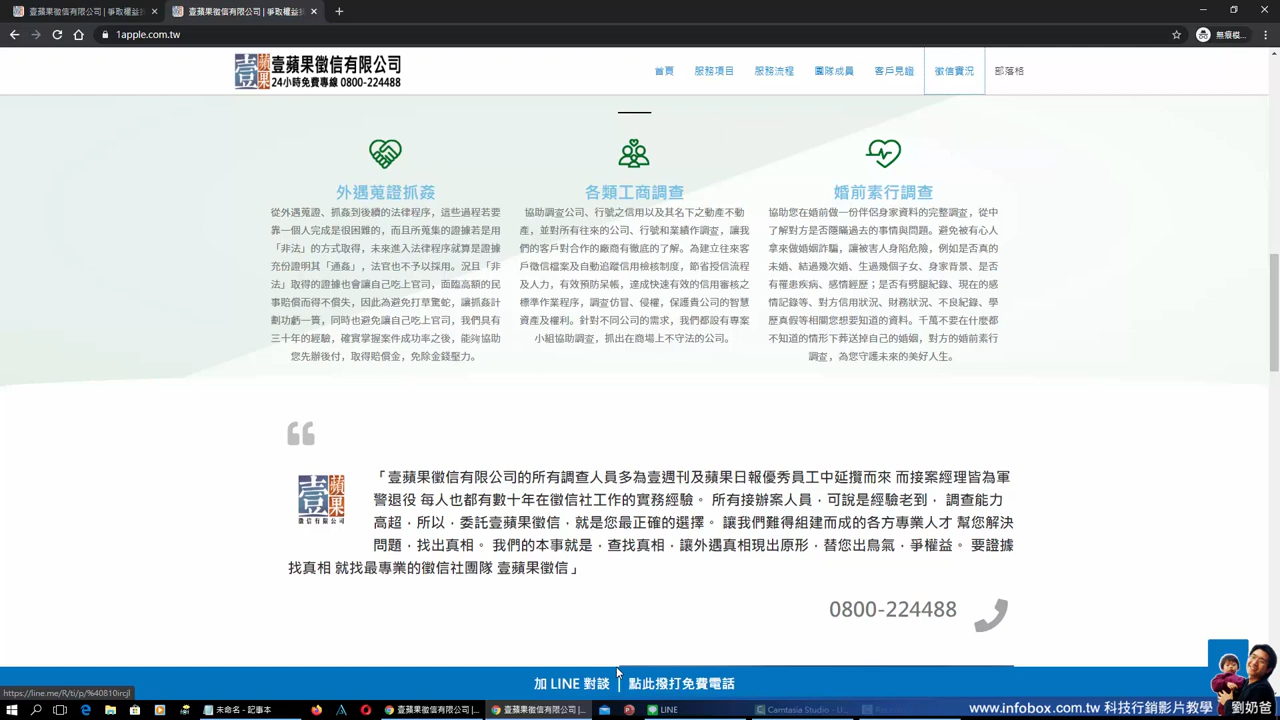 壹蘋果徵信有限公司 | 爭取權益
壹蘋果徵信有限公司 | 爭取權益
1apple.com.tw
無痕模...
壹蘋果徵信有限公司
24小時免費專線 0800-224488
首頁 服務項目 服務流程 團隊成員 客戶見證 徵信實況 部落格
外遇蒐證抓姦
從外遇蒐證、抓姦到後續的法律程序，這些過程若要
靠一個人完成是很困難的，而且所蒐集的證據若是用
「非法」的方式取得，未來進入法律程序就算是證據
充份證明其「通姦」，法官也不予以採用。況且「非
法」取得的證據也會讓自己吃上官司，面臨高額的民
事賠償而得不償失，因此為避免打草驚蛇，讓抓姦計
劃功虧一簣，同時也避免讓自己吃上官司，我們具有
三十年的經驗，確實掌握案件成功率之後，能夠協助
您先辦後付，取得賠償金，免除金錢壓力。
各類工商調查
協助調查公司、行號之信用以及其名下之動產不動
產，並對所有往來的公司、行號和業績作調查，讓我
們的客戶對合作的廠商有徹底的了解。為建立往來客
戶徵信檔案及自動追蹤信用檢核制度，節省授信流程
及人力，有效預防呆帳，達成快速有效的信用審核之
標準作業程序，調查仿冒、侵權，保護貴公司的智慧
資產及權利。針對不同公司的需求，我們都設有專案
小組協助調查，抓出在商場上不守法的公司。
婚前素行調查
協助您在婚前做一份伴侶身家資料的完整調查，從中
了解對方是否隱瞞過去的事情與問題。避免被有心人
拿來做婚姻詐騙，讓被害人身陷危險，例如是否真的
未婚、結過幾次婚、生過幾個子女、身家背景、是否
有罹患疾病、感情經歷；是否有劈腿紀錄、現在的感
情記錄等、對方信用狀況、財務狀況、不良紀錄、學
歷真假等相關您想要知道的資料。千萬不要在什麼都
不知道的情形下葬送掉自己的婚姻，對方的婚前素行
調查，為您守護未來的美好人生。
壹蘋果
徵信有限公司
「壹蘋果徵信有限公司的所有調查人員多為壹週刊及蘋果日報優秀員工中延攬而來 而接案經理皆為軍
警退役 每人也都有數十年在徵信社工作的實務經驗。 所有接辦案人員，可說是經驗老到， 調查能力
高超，所以，委託壹蘋果徵信，就是您最正確的選擇。 讓我們難得組建而成的各方專業人才 幫您解決
問題，找出真相。 我們的本事就是，查找真相，讓外遇真相現出原形，替您出鳥氣，爭權益。 要證據
找真相 就找最專業的徵信社團隊 壹蘋果徵信」
0800-224488
加 LINE 對談 | 點此撥打免費電話
https://line.me/R/ti/p/%40810ircjl
未命名 - 記事本
壹蘋果徵信有限公司 |...
壹蘋果徵信有限公司 |...
LINE
Camtasia Studio - U...
www.infobox.com.tw 科技行銷影片教學